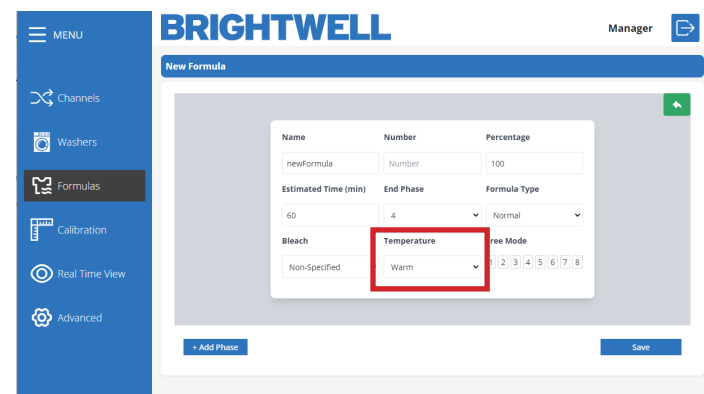 MENU
BRIGHTWELL
Manager
New Formula
Channels
Washers
Formulas
Calibration
Real Time View
Advanced
Name Number Percentage
newFormula Number 100
Estimated Time (min) End Phase Formula Type
60 4 Normal
Bleach Temperature ree Mode
Non-Specified Warm 1 2 3 4 5 6 7 8
+ Add Phase Save